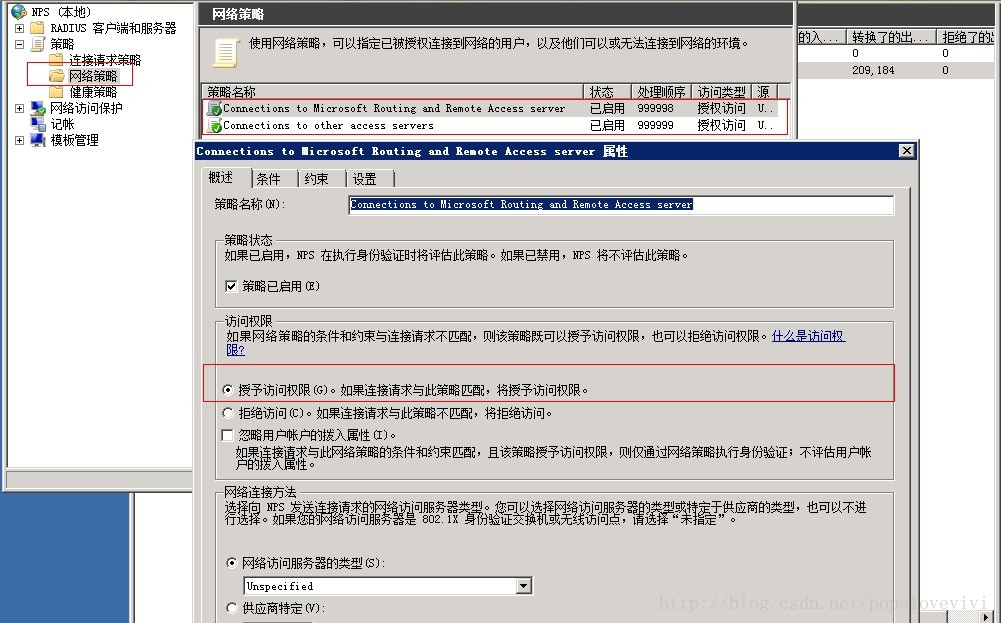 NPS (本地)
RADIUS 客户端和服务器
策略
连接请求策略
网络策略
健康策略
网络访问保护
记帐
模板管理
网络策略
使用网络策略，可以指定已被授权连接到网络的用户，以及他们可以或无法连接到网络的环境。
策略名称 状态 处理顺序 访问类型 源
Connections to Microsoft Routing and Remote Access server 已启用 999998 授权访问 U..
Connections to other access servers 已启用 999999 授权访问 U..
的入... 转换了的出... 拒绝了的
0 0
209,184 0
Connections to Microsoft Routing and Remote Access server 属性
概述 条件 约束 设置
策略名称(N):
Connections to Microsoft Routing and Remote Access server
策略状态
如果已启用，NPS 在执行身份验证时将评估此策略。如果已禁用，NPS 将不评估此策略。
策略已启用(E)
访问权限
如果网络策略的条件和约束与连接请求不匹配，则该策略既可以授予访问权限，也可以拒绝访问权限。什么是访问权
限?
授予访问权限(G)。如果连接请求与此策略匹配，将授予访问权限。
拒绝访问(C)。如果连接请求与此策略不匹配，将拒绝访问。
忽略用户帐户的拨入属性(I)。
如果连接请求与此网络策略的条件和约束匹配，且该策略授予访问权限，则仅通过网络策略执行身份验证；不评估用户帐
户的拨入属性。
网络连接方法
选择向 NPS 发送连接请求的网络访问服务器类型。您可以选择网络访问服务器的类型或特定于供应商的类型，也可以不进
行选择。如果您的网络访问服务器是 802.1X 身份验证交换机或无线访问点，请选择“未指定”。
网络访问服务器的类型(S):
Unspecified
供应商特定(V):
http://blog.csdn.net/popelovevivi